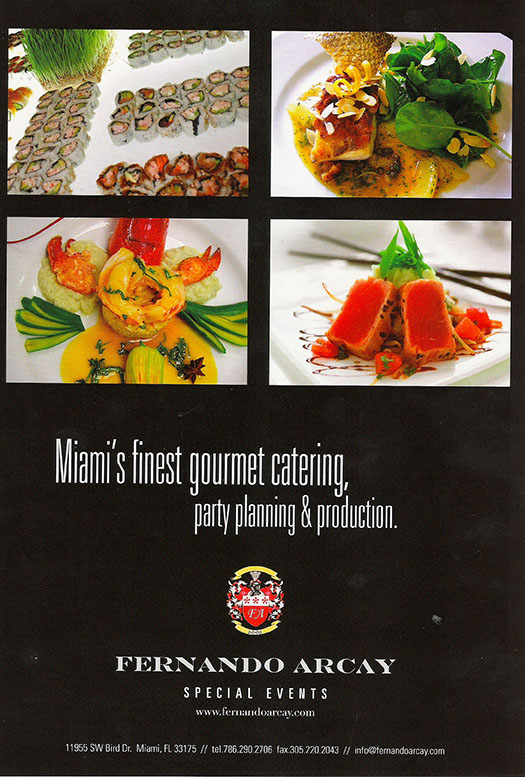 Miami's finest gourmet catering,
party planning & production.
FA
FERNANDO ARCAY
SPECIAL EVENTS
www.fernandoarcay.com
11955 SW Bird Dr. Miami, FL 33175 // tel.786.290.2706 fax.305.220.2043 // info@fernandoarcay.com